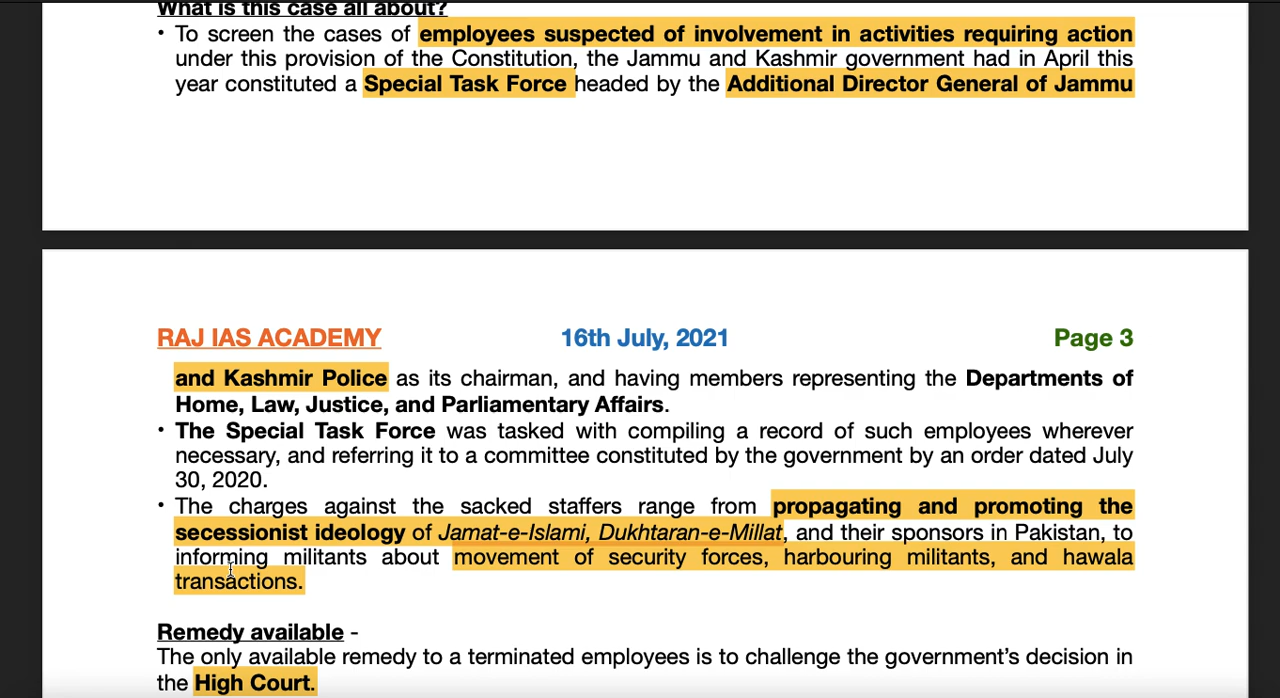 What is this case all about?
• To screen the cases of employees suspected of involvement in activities requiring action
under this provision of the Constitution, the Jammu and Kashmir government had in April this
year constituted a Special Task Force headed by the Additional Director General of Jammu
RAJ IAS ACADEMY 16th July, 2021 Page 3
and Kashmir Police as its chairman, and having members representing the Departments of
Home, Law, Justice, and Parliamentary Affairs.
• The Special Task Force was tasked with compiling a record of such employees wherever
necessary, and referring it to a committee constituted by the government by an order dated July
30, 2020.
• The charges against the sacked staffers range from propagating and promoting the
secessionist ideology of Jamat-e-Islami, Dukhtaran-e-Millat, and their sponsors in Pakistan, to
informing militants about movement of security forces, harbouring militants, and hawala
transactions.
Remedy available -
The only available remedy to a terminated employees is to challenge the government's decision in
the High Court.